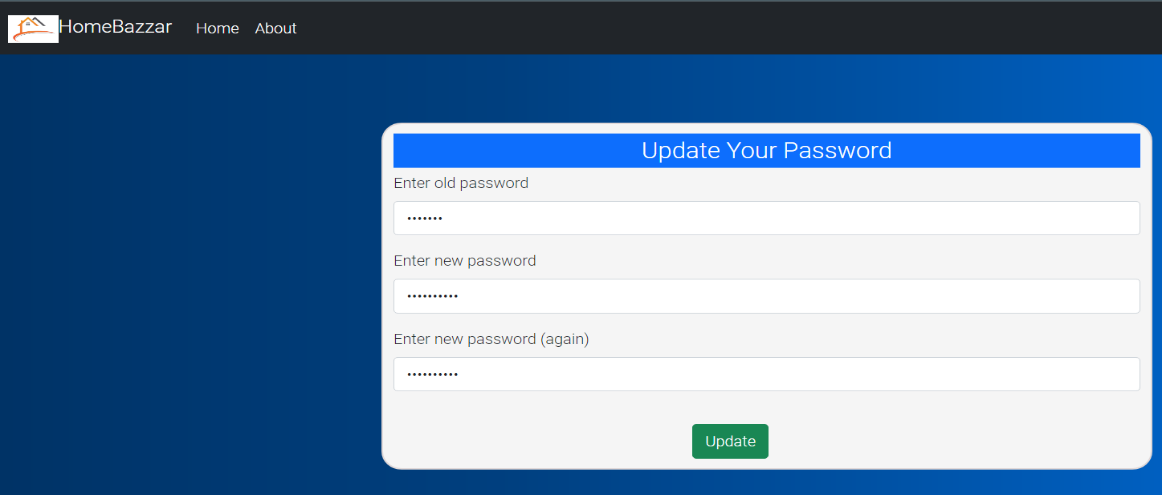 HomeBazzar Home About
Update Your Password
Enter old password
•••••••
Enter new password
••••••••••
Enter new password (again)
••••••••••
Update